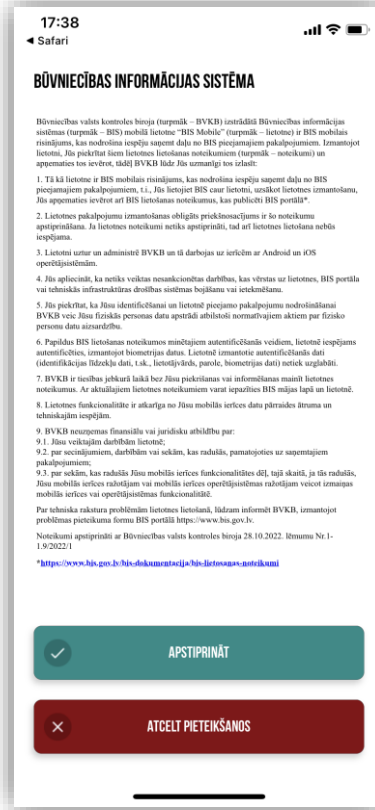 17:38
◀ Safari
BŪVNIECĪBAS INFORMĀCIJAS SISTĒMA
Būvniecības valsts kontroles biroja (turpmāk – BVKB) izstrādātā Būvniecības informācijas
sistēmas (turpmāk – BIS) mobilā lietotne “BIS Mobile” (turpmāk – lietotne) ir BIS mobilais
risinājums, kas nodrošina iespēju saņemt daļu no BIS pieejamajiem pakalpojumiem. Izmantojot
lietotni, Jūs piekrītat šiem lietotnes lietošanas noteikumiem (turpmāk – noteikumi) un
apņematies tos ievērot, tādēļ BVKB lūdz Jūs uzmanīgi tos izlasīt:
1. Tā kā lietotne ir BIS mobilais risinājums, kas nodrošina iespēju saņemt daļu no BIS
pieejamajiem pakalpojumiem, t.i., Jūs lietojiet BIS caur lietotni, uzsākot lietotnes izmantošanu,
Jūs apņematies ievērot arī BIS lietošanas noteikumus, kas publicēti BIS portālā*.
2. Lietotnes pakalpojumu izmantošanas obligāts priekšnosacījums ir šo noteikumu
apstiprināšana. Ja lietotnes noteikumi netiks apstiprināti, tad arī lietotnes lietošana nebūs
iespējama.
3. Lietotni uztur un administrē BVKB un tā darbojas uz ierīcēm ar Android un iOS
operētājsistēmām.
4. Jūs apliecināt, ka netiks veiktas nesankcionētas darbības, kas vērstas uz lietotnes, BIS portāla
vai tehniskās infrastruktūras drošības sistēmas bojāšanu vai ietekmēšanu.
5. Jūs piekrītat, ka Jūsu identificēšanai un lietotnē pieejamo pakalpojumu nodrošināšanai
BVKB veic Jūsu fiziskās personas datu apstrādi atbilstoši normatīvajiem aktiem par fizisko
personu datu aizsardzību.
6. Papildus BIS lietošanas noteikumos minētajiem autentificēšanās veidiem, lietotnē iespējams
autentificēties, izmantojot biometrijas datus. Lietotnē izmantotie autentificēšanās dati
(identifikācijas līdzekļu dati, t.sk., lietotājvārds, parole, biometrijas dati) netiek uzglabāti.
7. BVKB ir tiesības jebkurā laikā bez Jūsu piekrišanas vai informēšanas mainīt lietotnes
noteikumus. Ar aktuālajiem lietotnes noteikumiem varat iepazīties BIS mājas lapā un lietotnē.
8. Lietotnes funkcionalitāte ir atkarīga no Jūsu mobilās ierīces datu pārraides ātruma un
tehniskajām iespējām.
9. BVKB neuzņemas finansiālu vai juridisku atbildību par:
9.1. Jūsu veiktajām darbībām lietotnē;
9.2. par secinājumiem, darbībām vai sekām, kas radušās, pamatojoties uz saņemtajiem
pakalpojumiem;
9.3. par sekām, kas radušās Jūsu mobilās ierīces funkcionalitātes dēļ, tajā skaitā, ja tās radušās,
Jūsu mobilās ierīces ražotājam vai mobilās ierīces operētājsistēmas ražotājam veicot izmaiņas
mobilās ierīces vai operētājsistēmas funkcionalitātē.
Par tehniska rakstura problēmām lietotnes lietošanā, lūdzam informēt BVKB, izmantojot
problēmas pieteikuma formu BIS portālā https://www.bis.gov.lv.
Noteikumi apstiprināti ar Būvniecības valsts kontroles biroja 28.10.2022. lēmumu Nr.1-
1.9/2022/1
*https://www.bis.gov.lv/bis-dokumentacija/bis-lietosanas-noteikumi
APSTIPRINĀT
ATCELT PIETEIKŠANOS